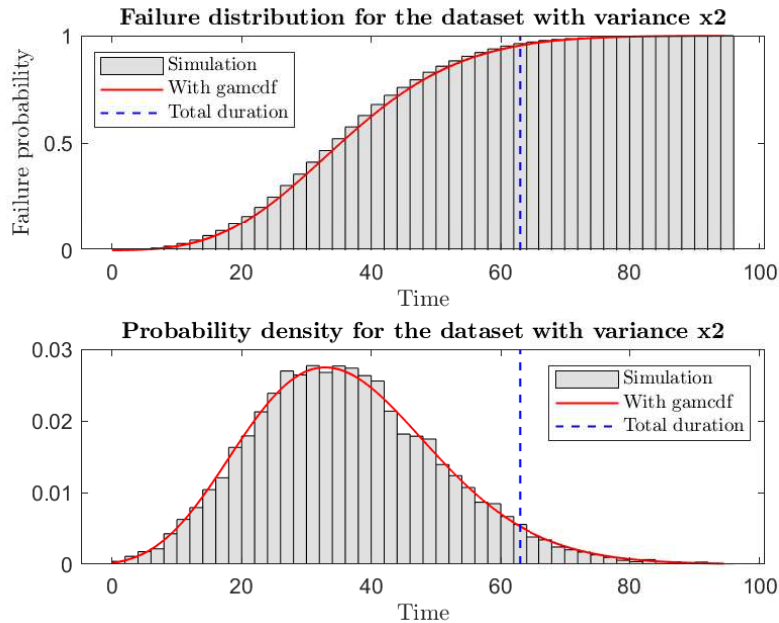 Failure distribution for the dataset with variance x2
Failure probability
1
0.5
0
Simulation
With gamcdf
Total duration
0 20 40 60 80 100
Time
Probability density for the dataset with variance x2
0.03
0.02
0.01
0
Simulation
With gamcdf
Total duration
0 20 40 60 80 100
Time